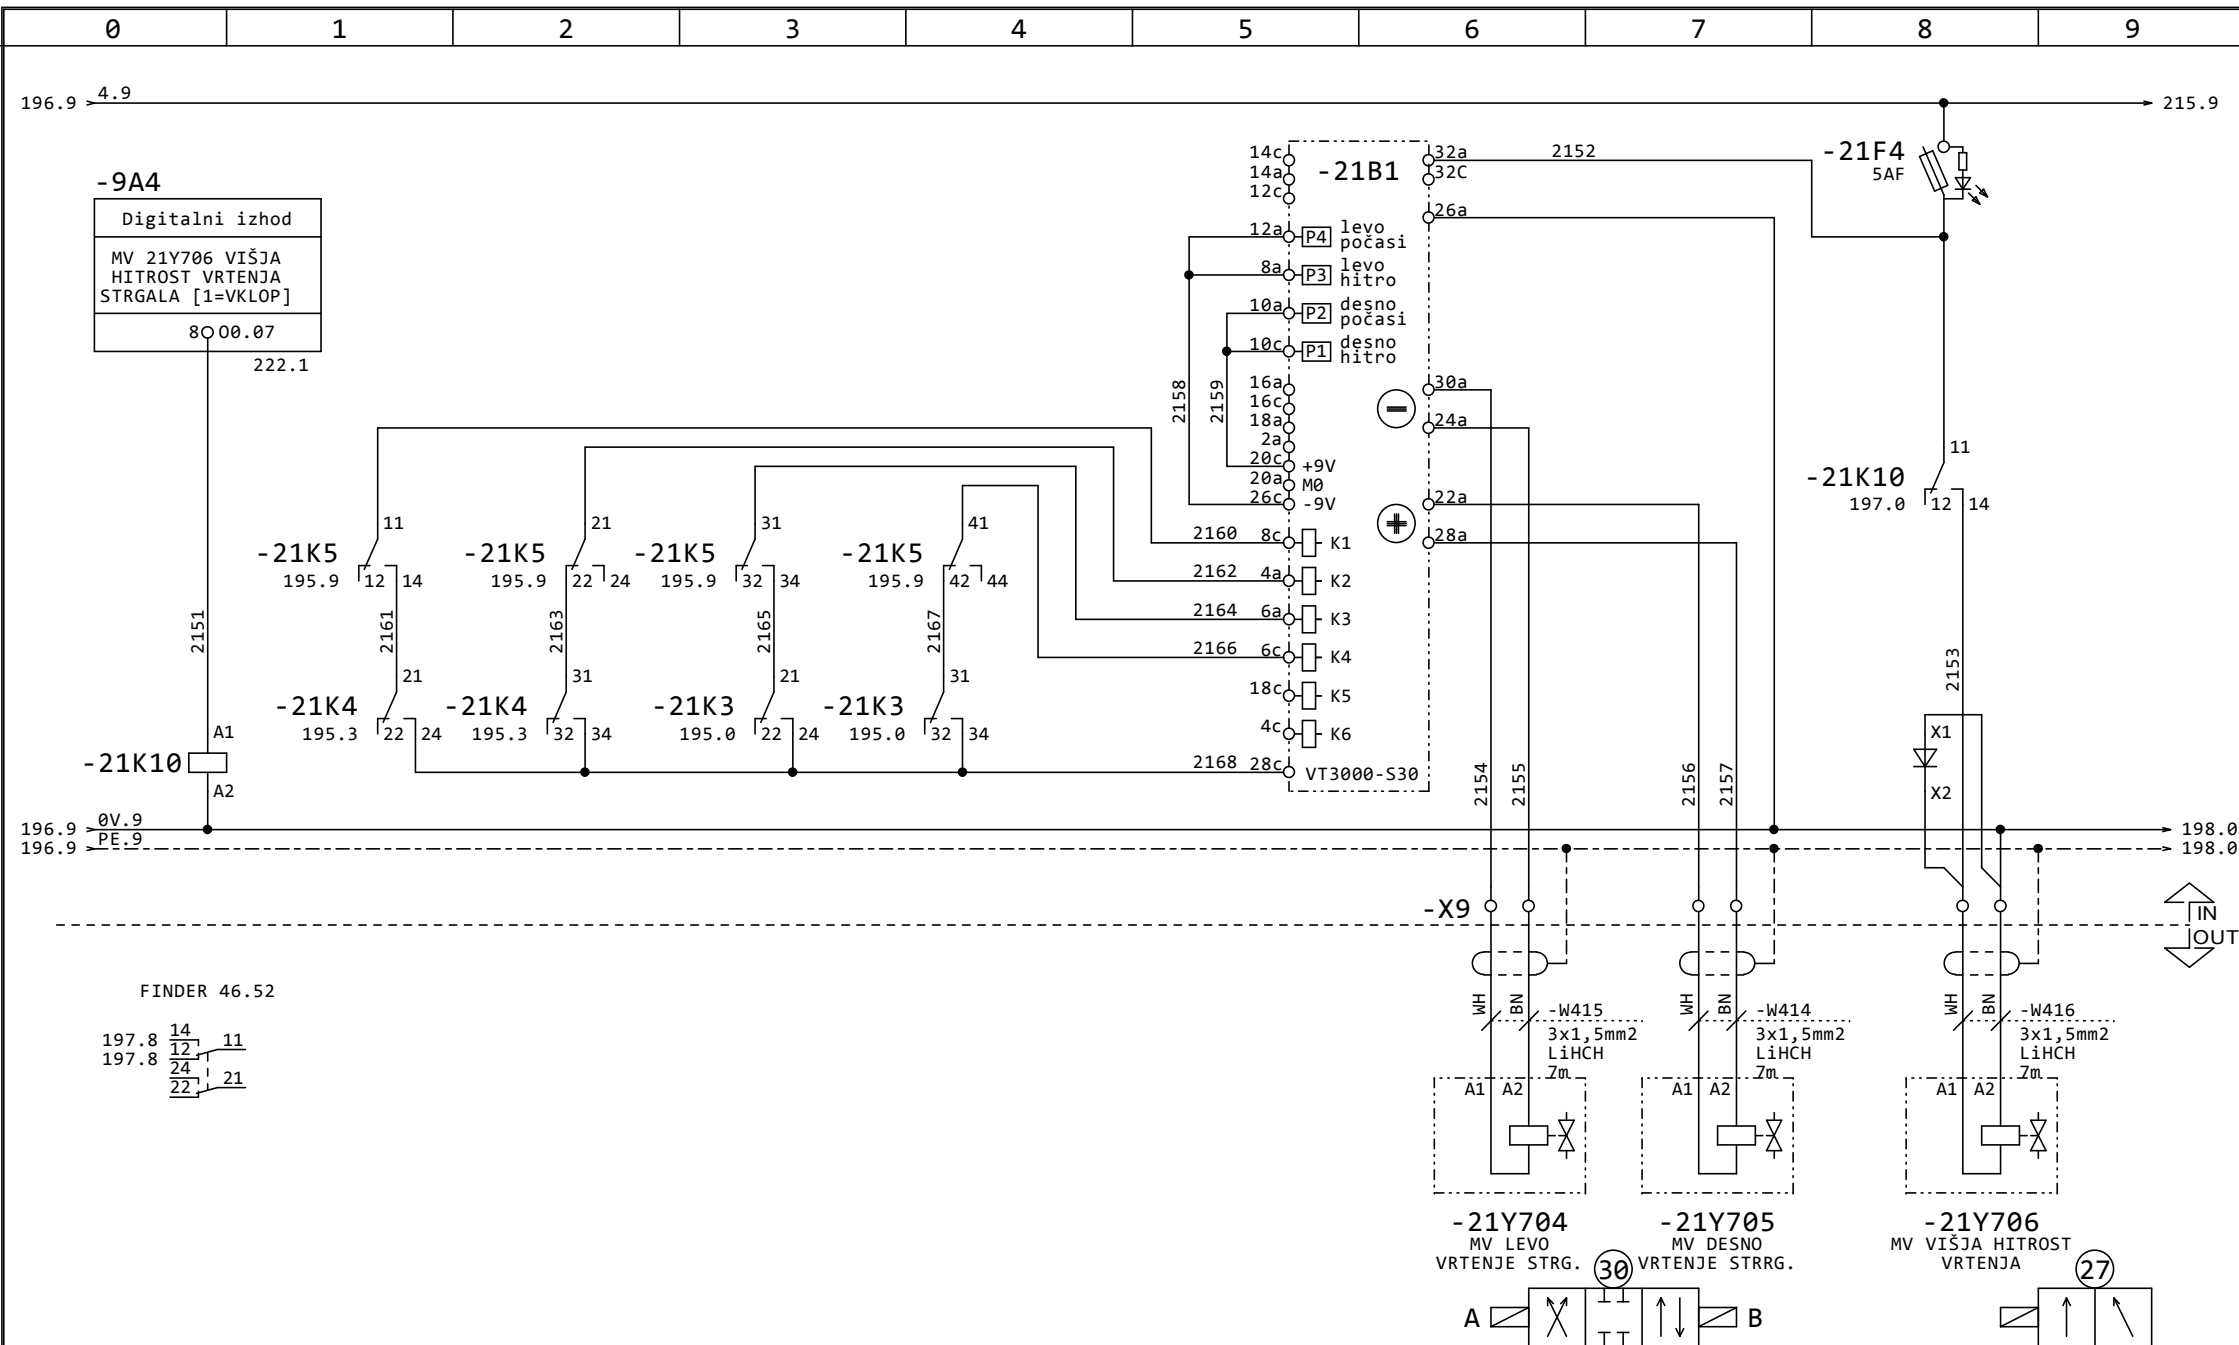 0 1 2 3 4 5 6 7 8 9
196.9 4.9 215.9
-9A4
Digitalni izhod
MV 21Y706 VIŠJA
HITROST VRTENJA
STRGALA [1=VKLOP]
8 O0.07
222.1
2151
A1
-21K10
A2
11
-21K5
195.9 12 14
2161
21
-21K4
195.3 22 24
21
-21K5
195.9 22 24
2163
31
-21K4
195.3 32 34
31
-21K5
195.9 32 34
2165
21
-21K3
195.0 22 24
41
-21K5
195.9 42 44
2167
31
-21K3
195.0 32 34
-21B1
14c
14a
12c
12a P4 levo
počasi
8a P3 levo
hitro
10a P2 desno
počasi
10c P1 desno
hitro
2158 2159
16a
16c
18a
2a
20c +9V
20a M0
26c -9V
2160 8c K1
2162 4a K2
2164 6a K3
2166 6c K4
18c K5
4c K6
2168 28c VT3000-S30
32a 2152
32C
26a
30a
24a
22a
28a
2154 2155 2156 2157
-21F4
5AF
11
-21K10
197.0 12 14
2153
X1
X2
196.9 0V.9 198.0
196.9 PE.9 198.0
-X9
IN
OUT
FINDER 46.52
197.8 14 11
197.8 12
24 21
22
WH BN -W415
3x1,5mm2
LiHCH
7m
A1 A2
-21Y704
MV LEVO
VRTENJE STRG.
WH BN -W414
3x1,5mm2
LiHCH
7m
A1 A2
-21Y705
MV DESNO
VRTENJE STRRG.
WH BN -W416
3x1,5mm2
LiHCH
7m
A1 A2
-21Y706
MV VIŠJA HITROST
VRTENJA
30 27
A B